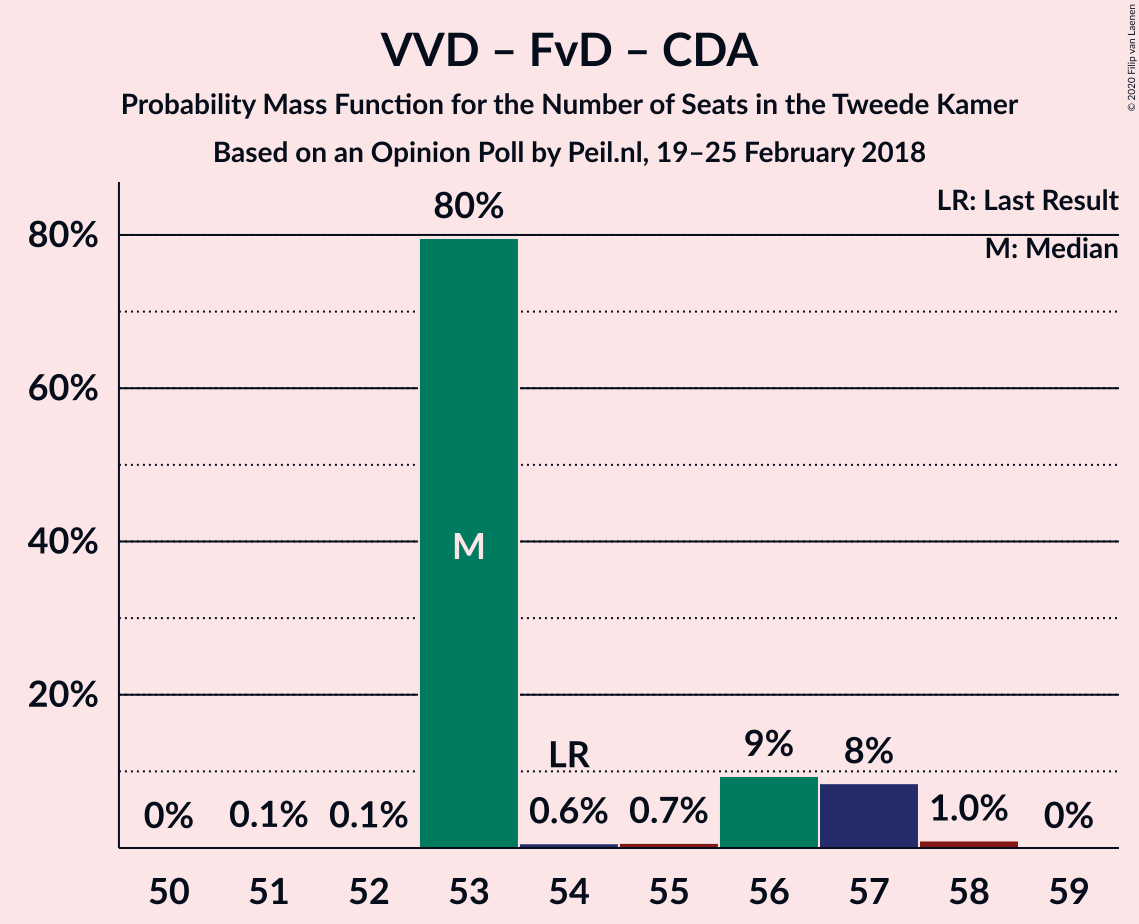 VVD – FvD – CDA
Probability Mass Function for the Number of Seats in the Tweede Kamer
Based on an Opinion Poll by Peil.nl, 19–25 February 2018
© 2020 Filip van Laenen
LR: Last Result
M: Median
80%
60%
40%
20%
0%
0.1%
0.1%
80%
M
LR
0.6%
0.7%
9%
8%
1.0%
0%
50 51 52 53 54 55 56 57 58 59